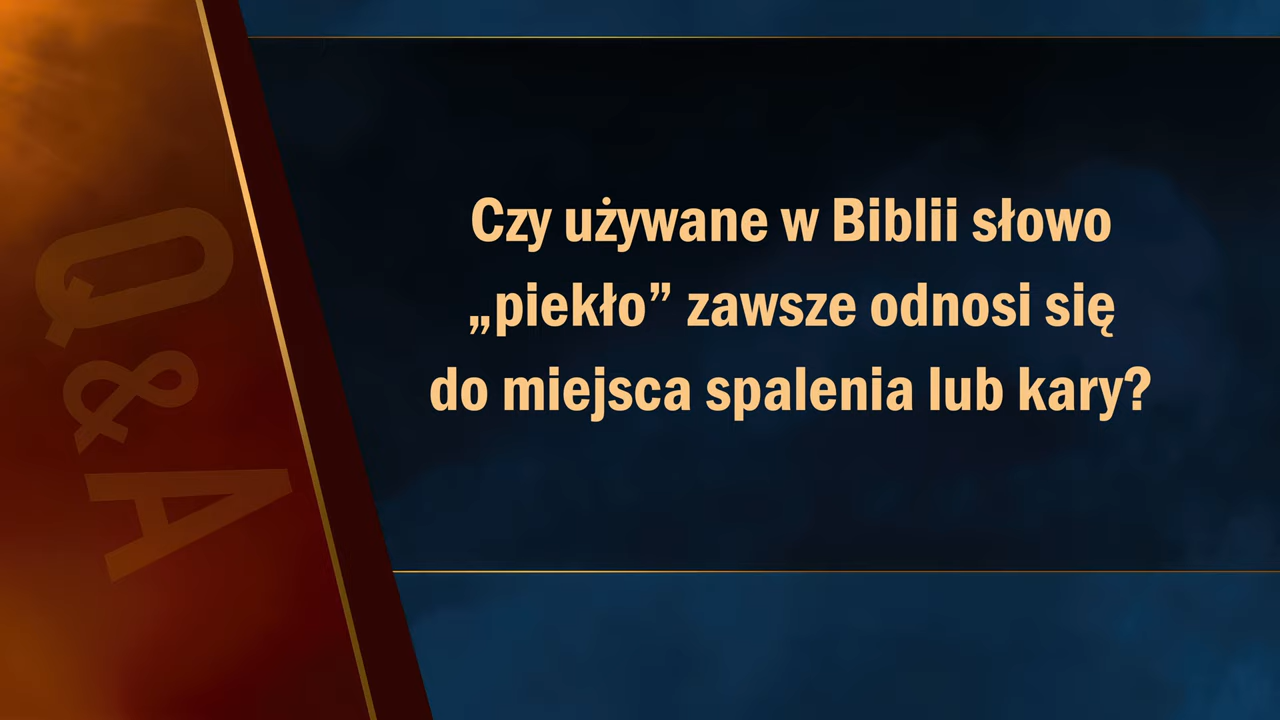 Q & A
Czy używane w Biblii słowo
„piekło” zawsze odnosi się
do miejsca spalenia lub kary?